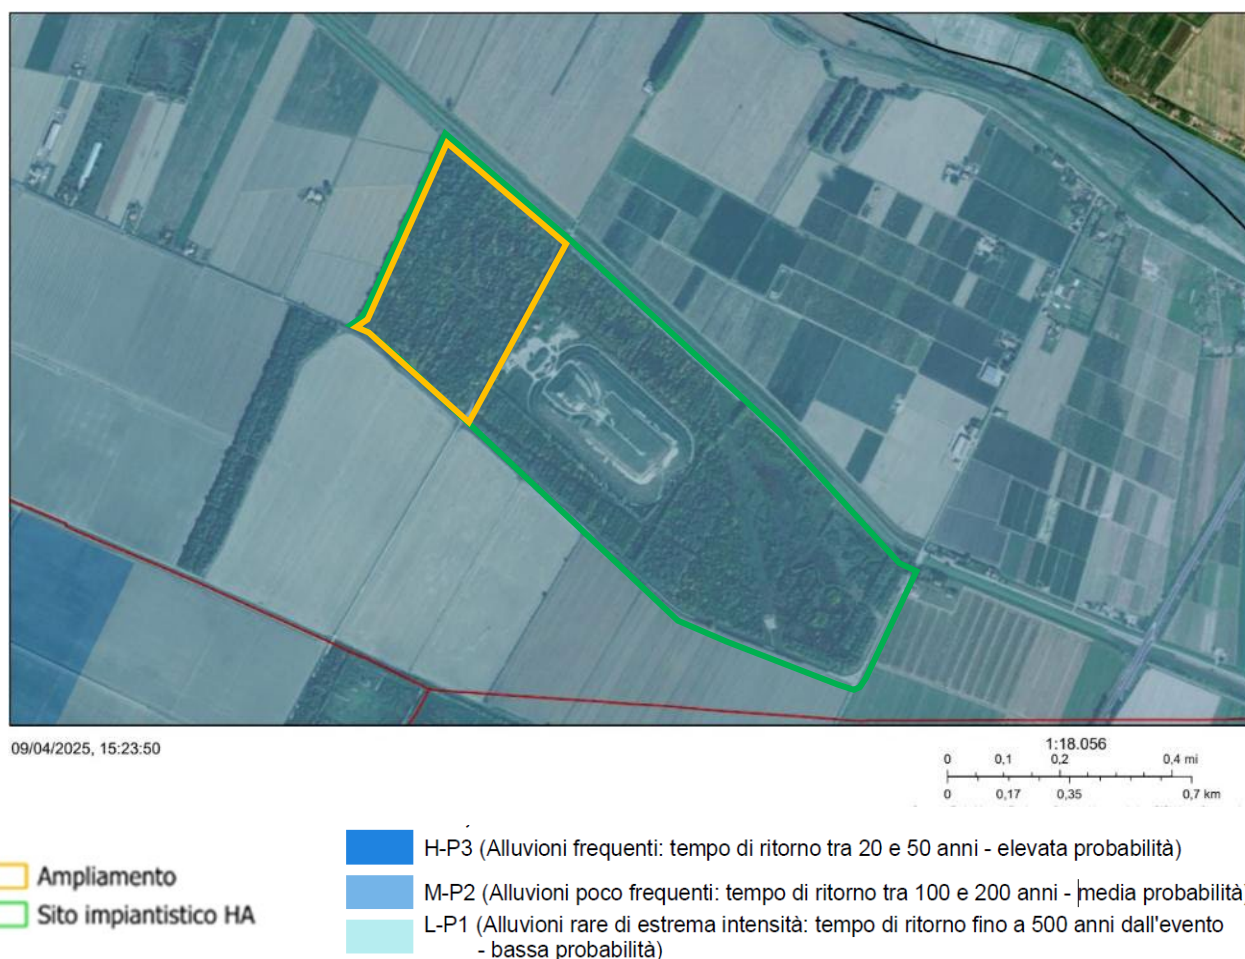 09/04/2025, 15:23:50
1:18.056
0 0,1 0,2 0,4 mi
0 0,17 0,35 0,7 km
Ampliamento
Sito impiantistico HA
H-P3 (Alluvioni frequenti: tempo di ritorno tra 20 e 50 anni - elevata probabilità)
M-P2 (Alluvioni poco frequenti: tempo di ritorno tra 100 e 200 anni - media probabilità)
L-P1 (Alluvioni rare di estrema intensità: tempo di ritorno fino a 500 anni dall'evento
- bassa probabilità)